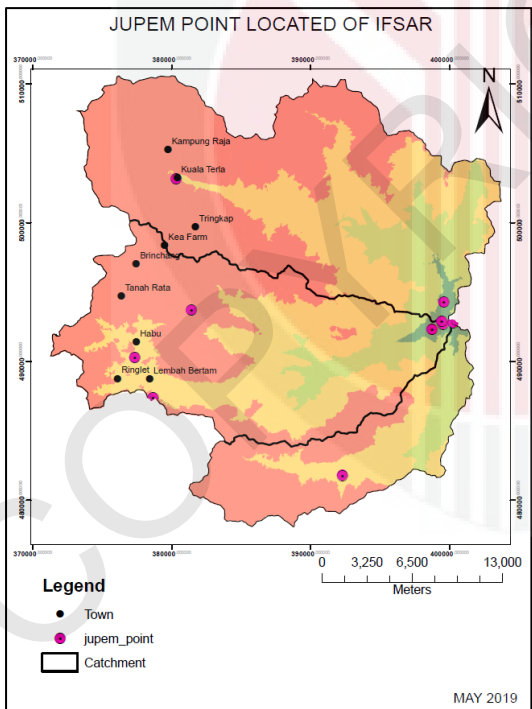 JUPEM POINT LOCATED OF IFSAR
370000 380000 390000 400000
510000 510000
N
Kampung Raja
Kuala Terla
Tringkap
500000 500000
Kea Farm
Brinchang
Tanah Rata
Habu
490000 490000
Ringlet Lembah Bertam
480000 480000
370000 380000 390000 400000
0 3,250 6,500 13,000
Meters
Legend
Town
jupem_point
Catchment
MAY 2019